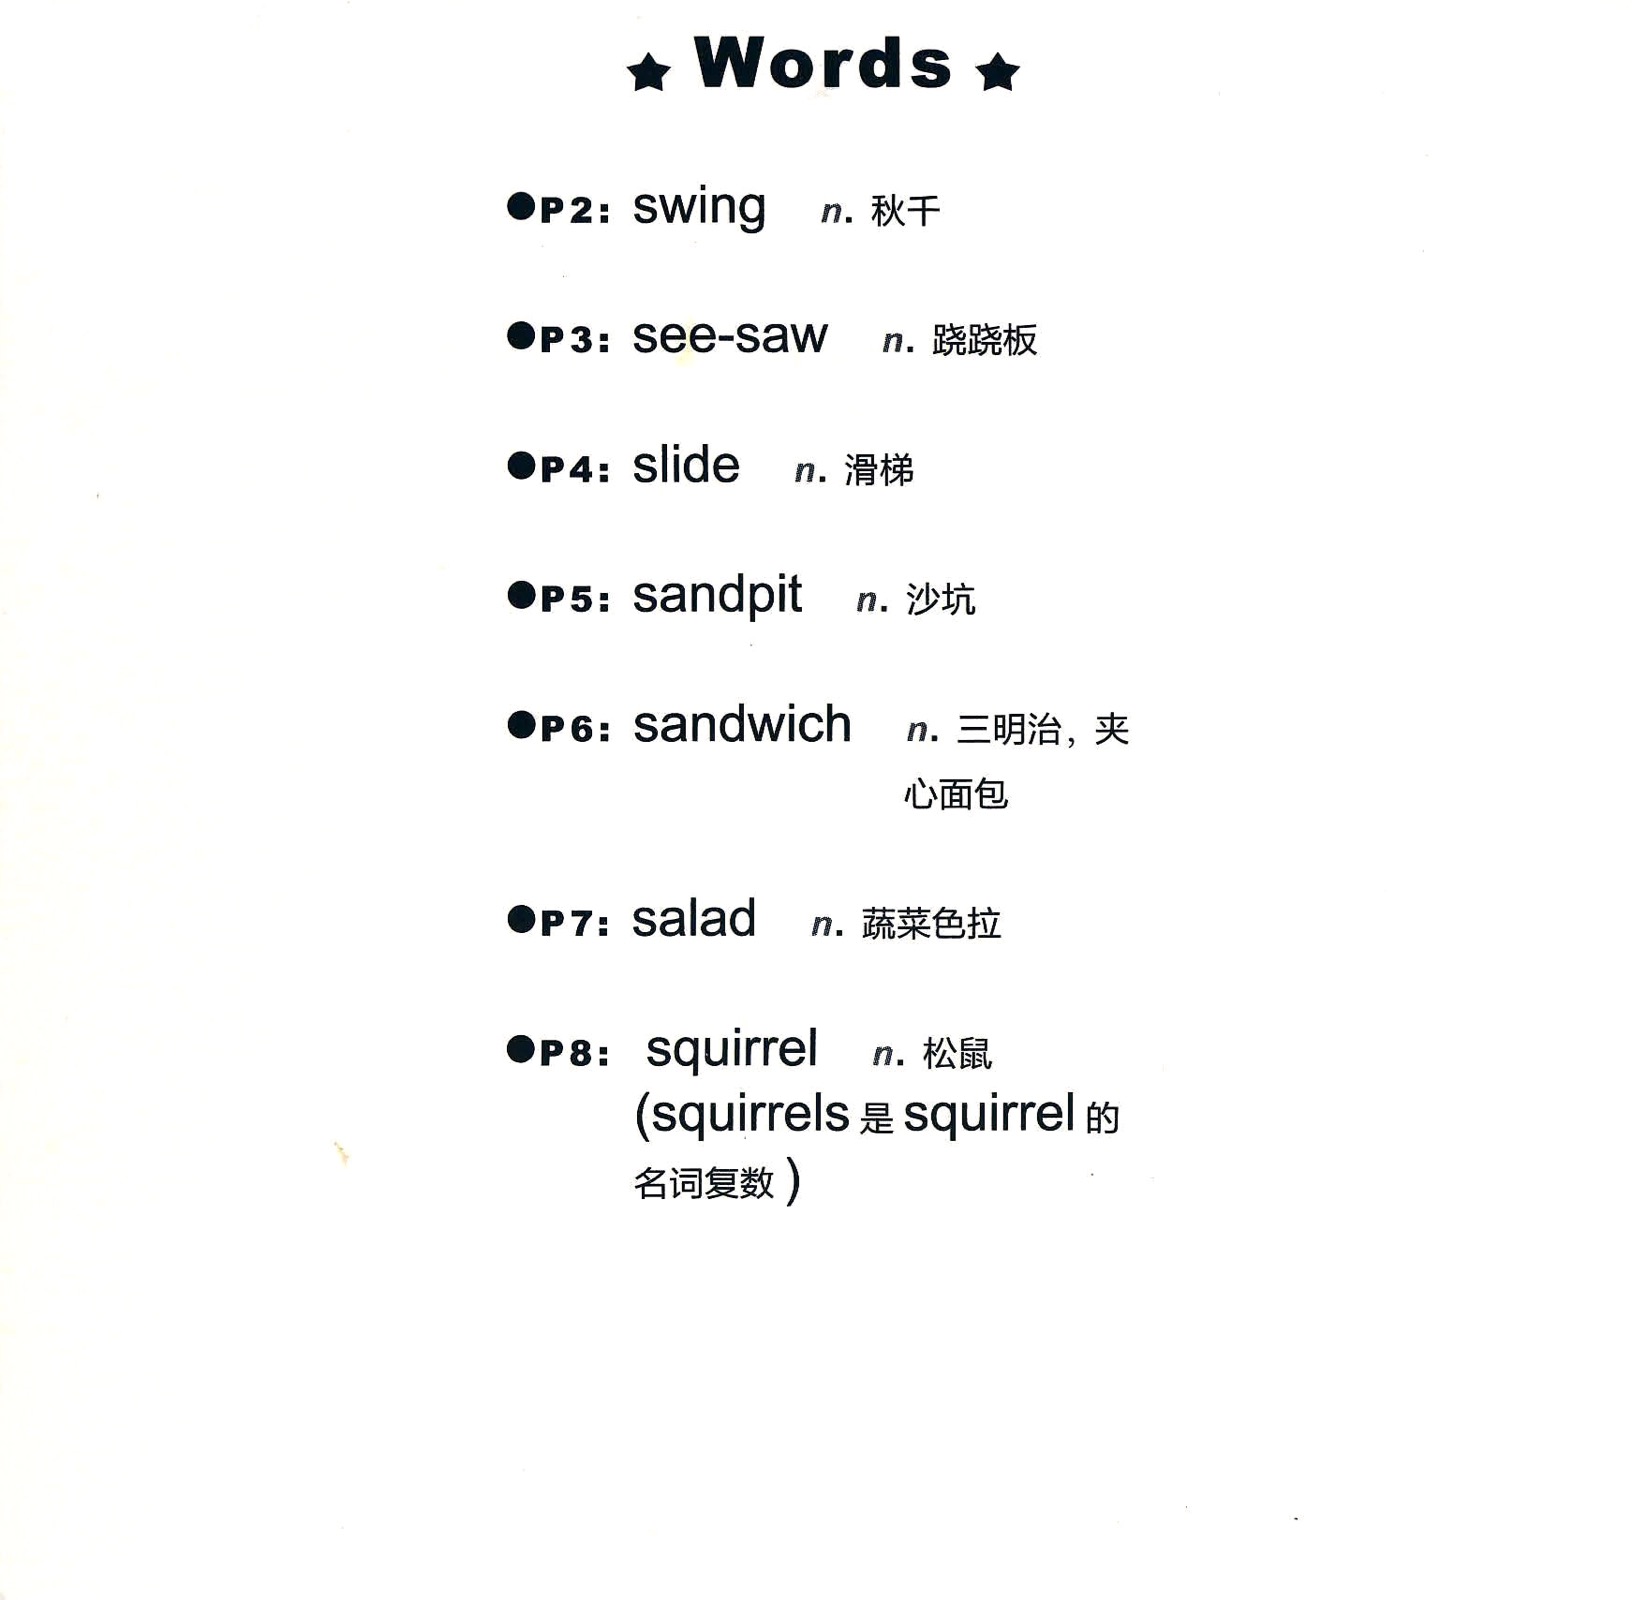 ★ Words ★
●P2: swing n. 秋千
●P3: see-saw n. 跷跷板
●P4: slide n. 滑梯
●P5: sandpit n. 沙坑
●P6: sandwich n. 三明治, 夹
心面包
●P7: salad n. 蔬菜色拉
●P8: squirrel n. 松鼠
(squirrels 是 squirrel 的
名词复数)